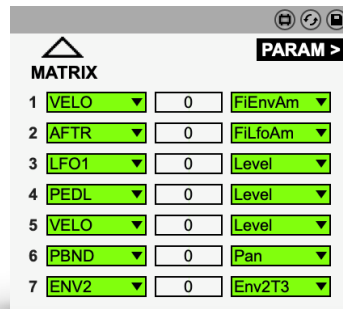 PARAM >
MATRIX
1 VELO 0 FiEnvAm
2 AFTR 0 FiLfoAm
3 LFO1 0 Level
4 PEDL 0 Level
5 VELO 0 Level
6 PBND 0 Pan
7 ENV2 0 Env2T3